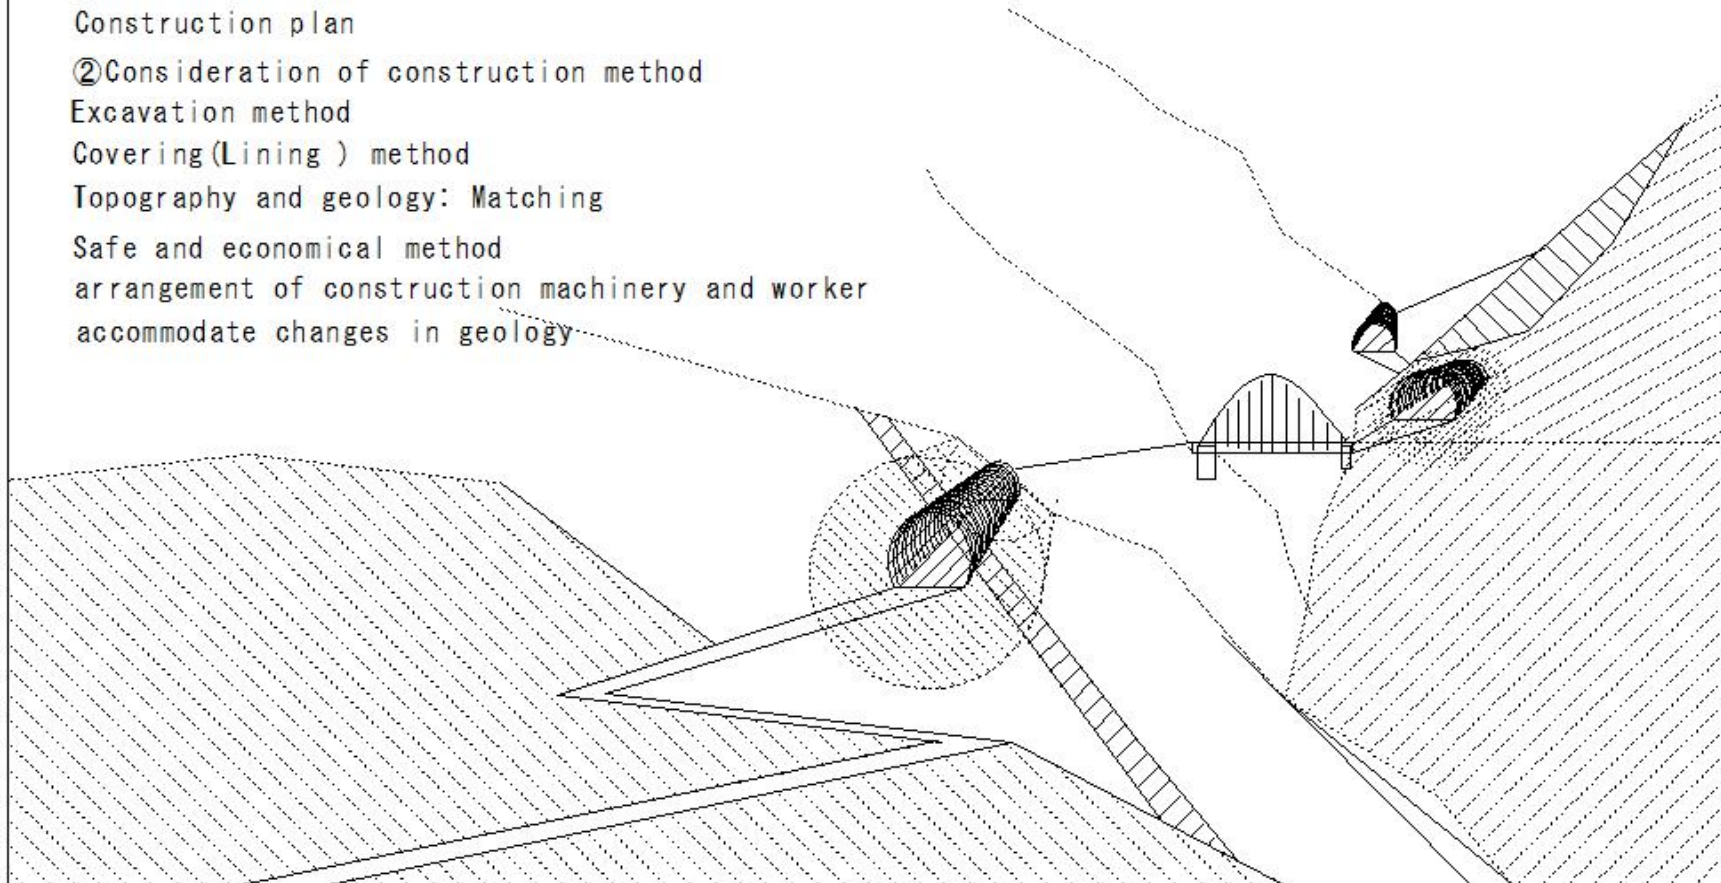 Construction plan
②Consideration of construction method
Excavation method
Covering(Lining ) method
Topography and geology: Matching
Safe and economical method
arrangement of construction machinery and worker
accommodate changes in geology